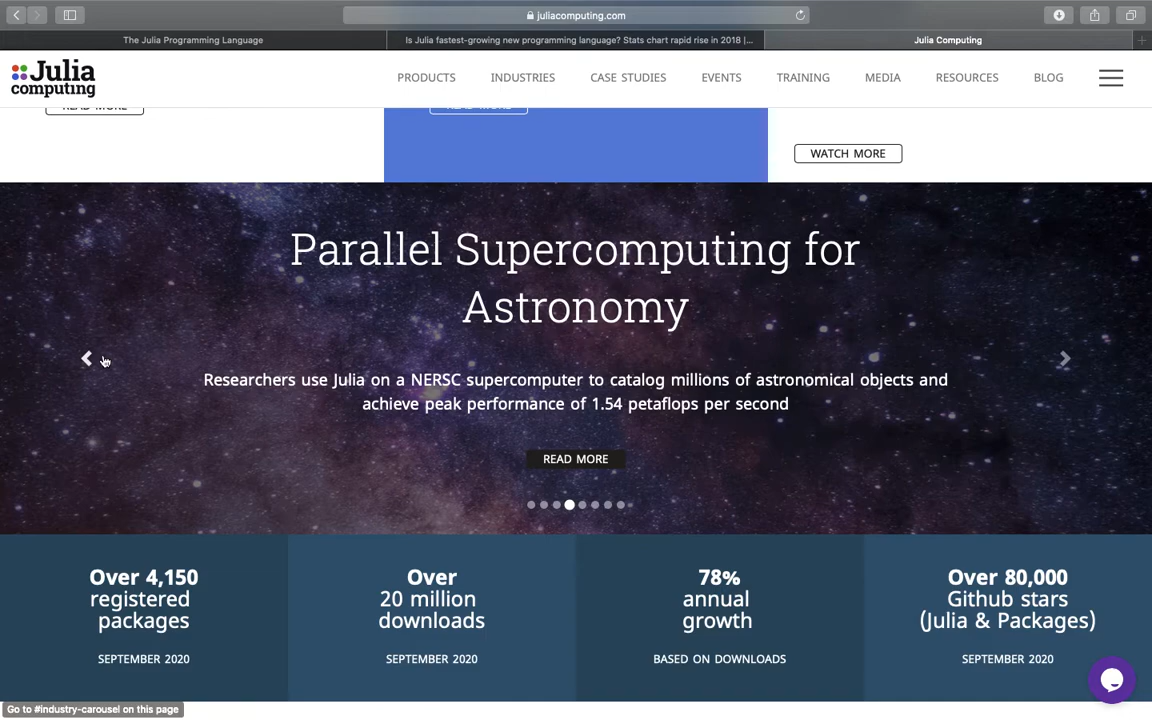 juliacomputing.com
The Julia Programming Language
Is Julia fastest-growing new programming language? Stats chart rapid rise in 2018 |...
Julia Computing
Julia
computing
PRODUCTS
INDUSTRIES
CASE STUDIES
EVENTS
TRAINING
MEDIA
RESOURCES
BLOG
READ MORE
READ MORE
WATCH MORE
Parallel Supercomputing for
Astronomy
Researchers use Julia on a NERSC supercomputer to catalog millions of astronomical objects and
achieve peak performance of 1.54 petaflops per second
READ MORE
Over 4,150
registered
packages
SEPTEMBER 2020
Over
20 million
downloads
SEPTEMBER 2020
78%
annual
growth
BASED ON DOWNLOADS
Over 80,000
Github stars
(Julia & Packages)
SEPTEMBER 2020
Go to #industry-carousel on this page